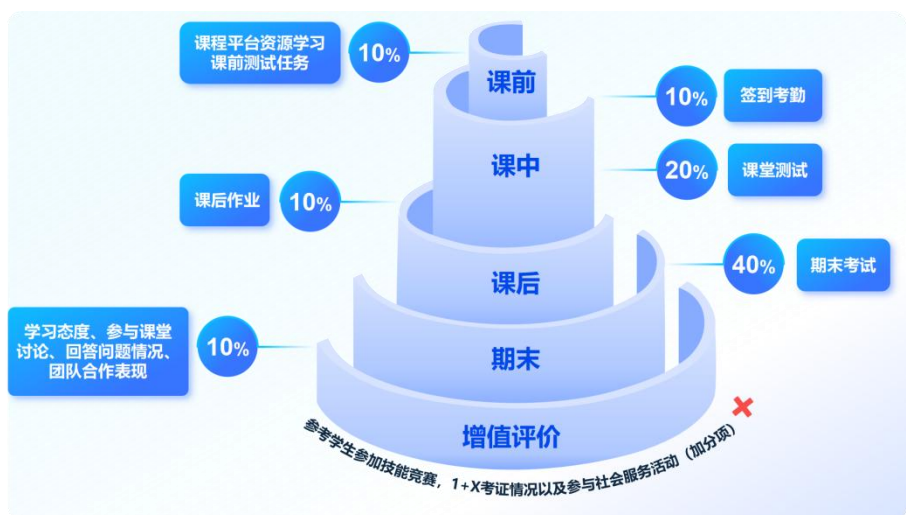 课程平台资源学习
课前测试任务
10%
课前
10%
签到考勤
课中
20%
课堂测试
课后作业
10%
课后
40%
期末考试
学习态度、参与课堂
讨论、回答问题情况、
团队合作表现
10%
期末
增值评价
参考学生参加技能竞赛，1+X考证情况以及参与社会服务活动（加分项）